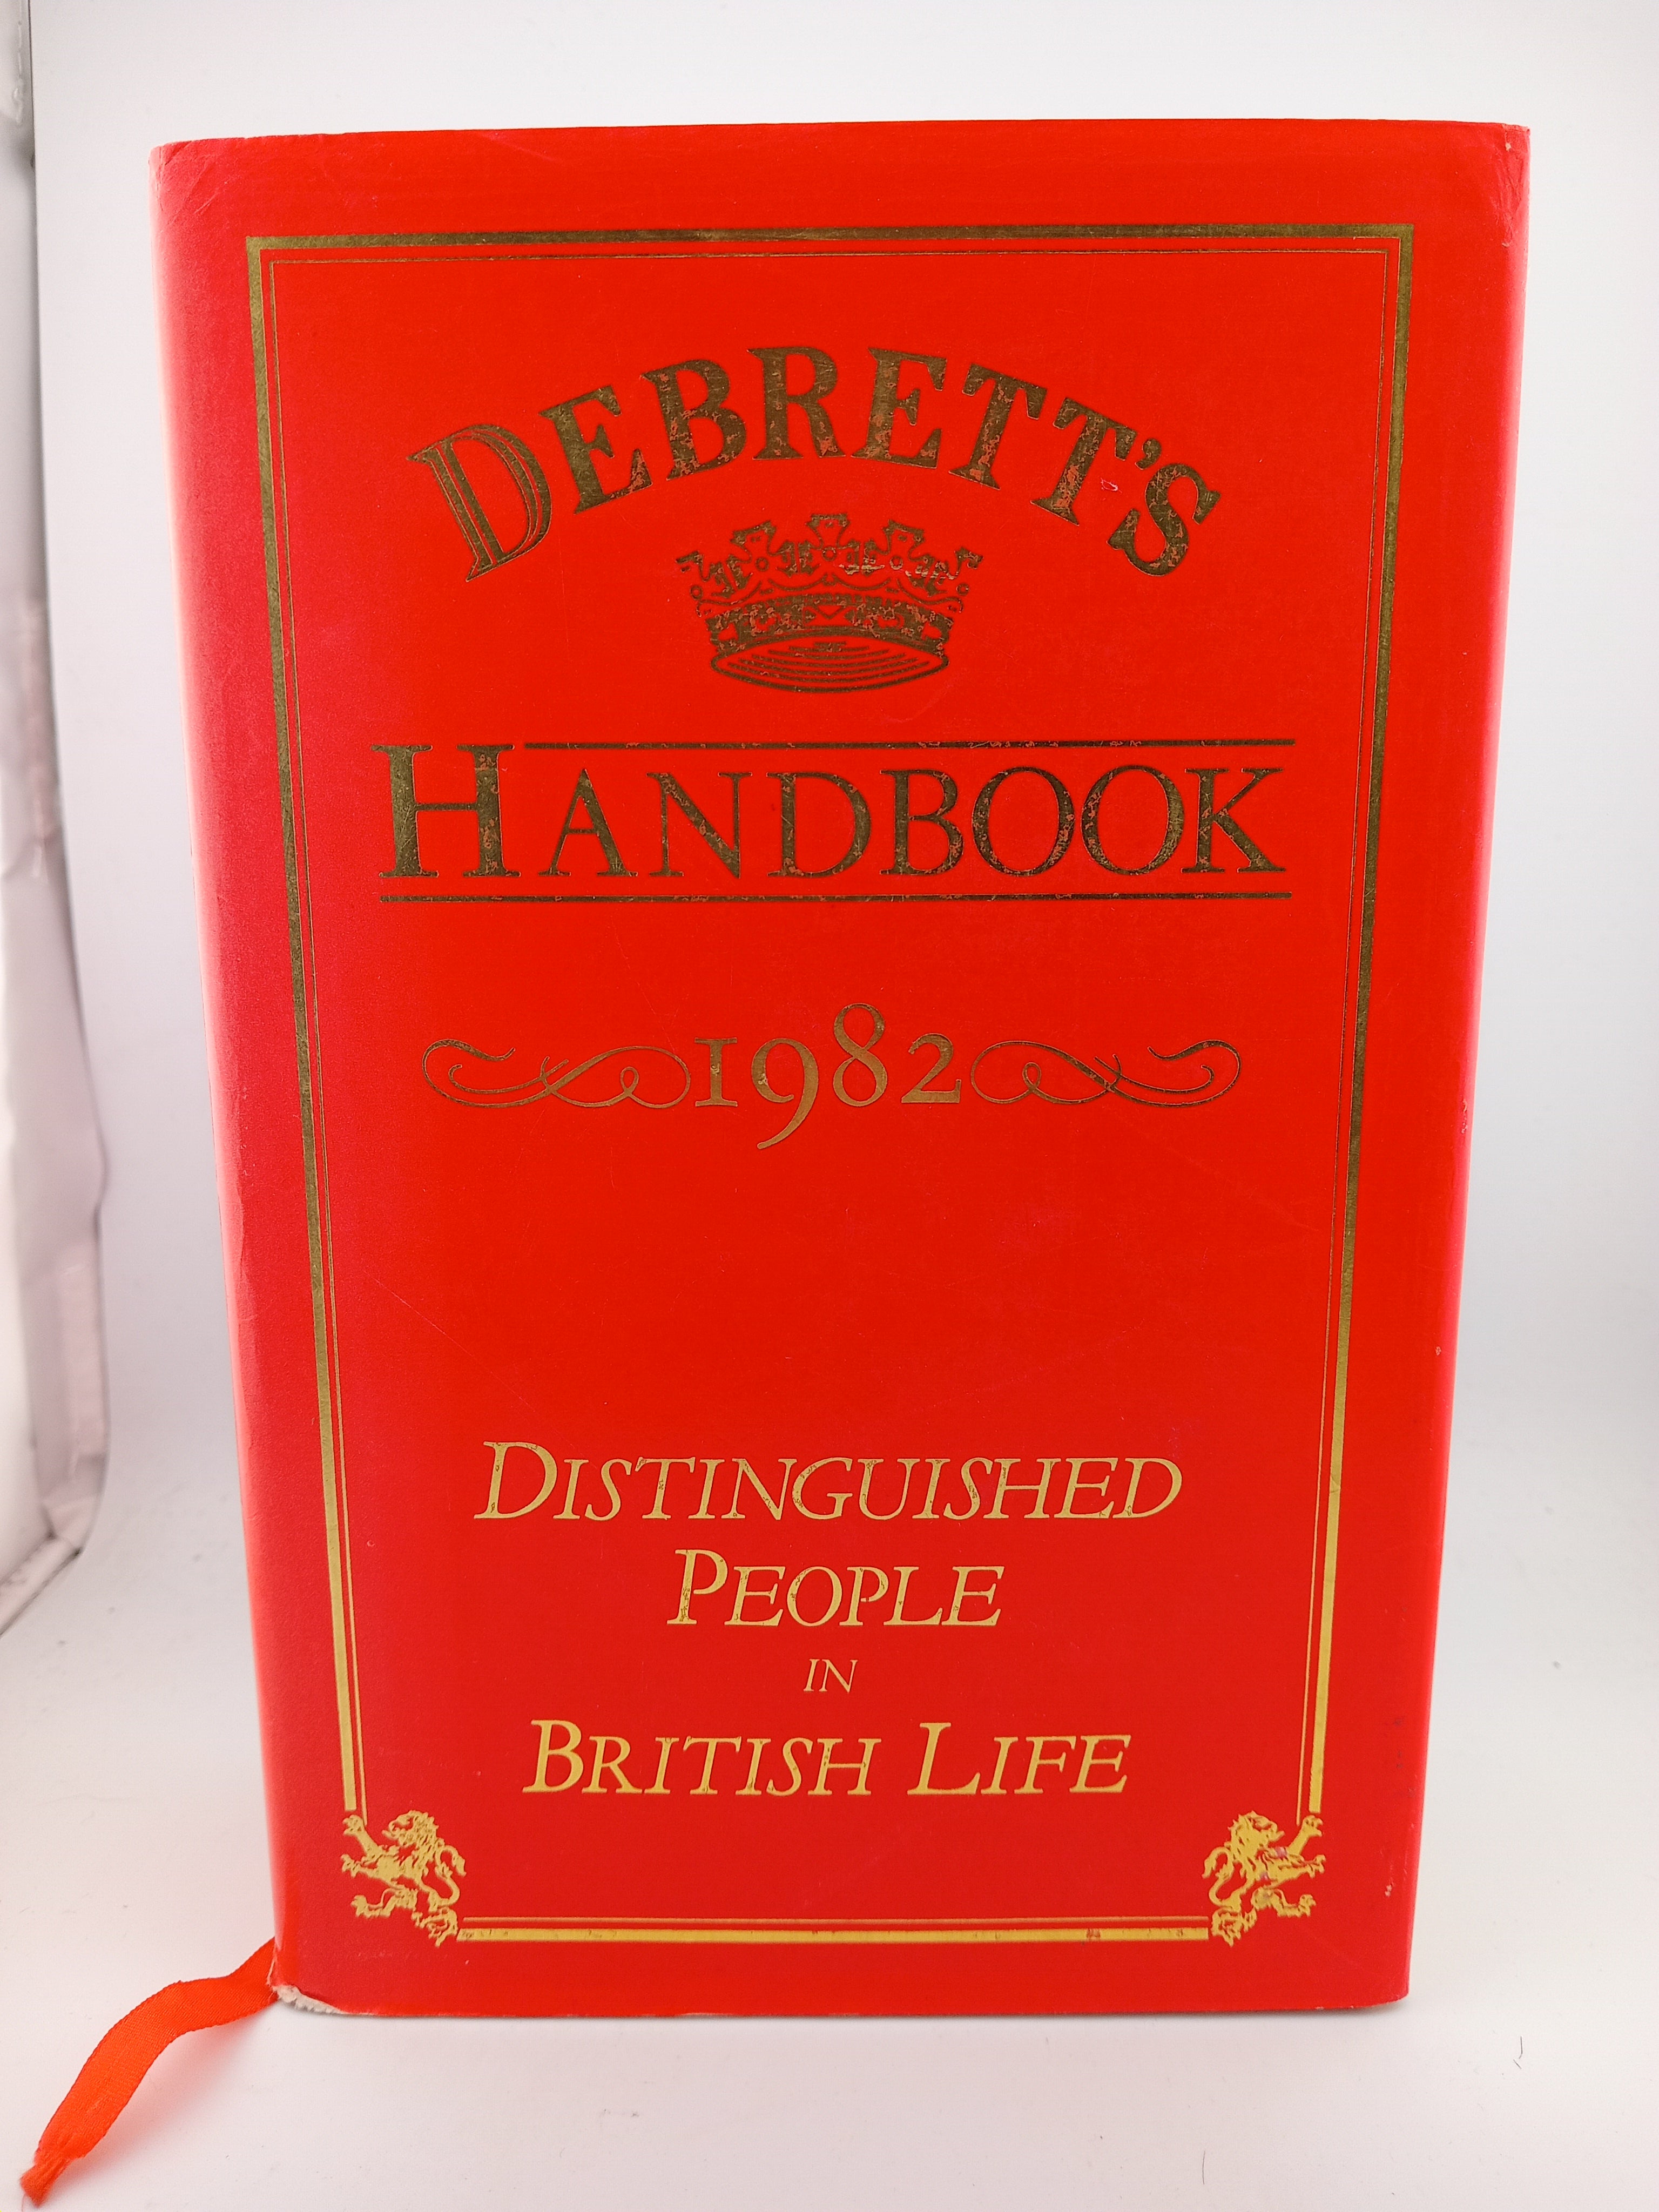 DEBRETT'S
HANDBOOK
1982
DISTINGUISHED
PEOPLE
IN
BRITISH LIFE